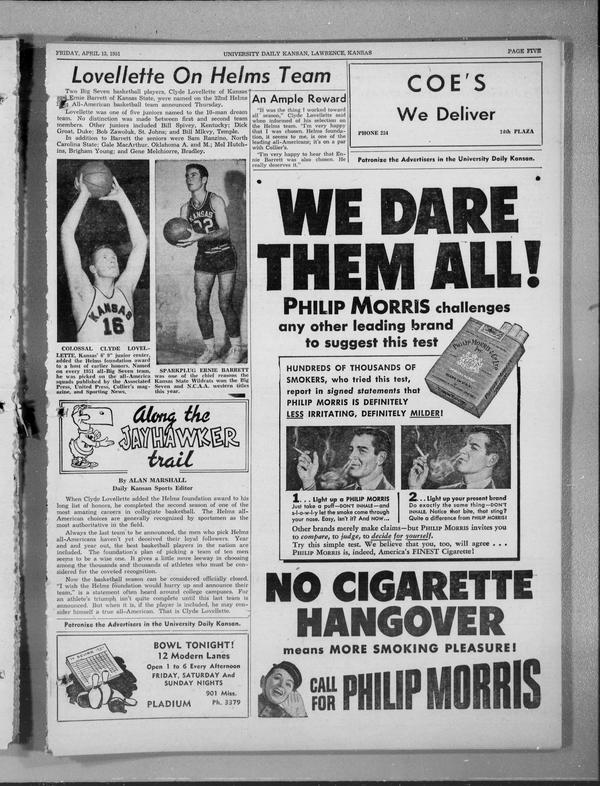 FRIDAY, APRIL 13, 1951
UNIVERSITY DAILY KANSAN, LAWRENCE, KANSAS
PAGE FIVE
Lovellette On Helms Team
Two Big Seven basketball players, Clyde Lovellette of Kansas
and Ernie Barrett of Kansas State, were named on the 32nd Helms
All-American basketball team announced Thursday.
Lovellette was one of five juniors named to the 10-man dream
team. No distinction was made between first and second team
members. Other juniors included Bill Spivey, Kentucky; Dick
Groat, Duke; Bob Zawoluk, St. Johns; and Bill Mlkvy, Temple.
In addition to Barrett the seniors were Sam Ranzino, North
Carolina State; Gale MacArthur, Oklahoma A. and M.; Mel Hutch-
ins, Brigham Young; and Gene Melchiorre, Bradley.
KANSAS
16
KANSAS
22
COLOSSAL CLYDE LOVEL-
LETTE, Kansas' 6' 9" junior center,
added the Helms foundation award
to a host of earlier honors. Named
on every 1951 all-Big Seven team,
he was picked on the all-America
squads published by the Associated
Press, United Press, Collier's mag-
azine, and Sporting News.
SPARKPLUG ERNIE BARRETT
was one of the chief reasons the
Kansas State Wildcats won the Big
Seven and N.C.A.A. western titles
this year.
An Ample Reward
"It was the thing I worked toward
all season," Clyde Lovellette said
when informed of his selection on
the Helms team. "I'm very happy
that I was chosen. Helms founda-
tion, it seems to me, is one of the
leading all-Americans; it's on a par
with Collier's.
"I'm very happy to hear that Er-
nie Barrett was also chosen. He
really deserves it."
COE'S
We Deliver
PHONE 234
14th PLAZA
Patronize the Advertisers in the University Daily Kansan.
Along the
JAYHAWKER
trail
By ALAN MARSHALL
Daily Kansan Sports Editor
When Clyde Lovellette added the Helms foundation award to his
long list of honors, he completed the second season of one of the
most amazing careers in collegiate basketball. The Helms all-
American choices are generally recognized by sportsmen as the
most authoritative in the field.
Always the last team to be announced, the men who pick Helms
all-Americans haven't yet deceived their loyal followers. Year
and and year out, the best basketball players in the nation are
included. The foundation's plan of picking a team of ten men
seems to be a wise one. It gives a little more leeway in choosing
among the thousands and thousands of athletes who must be con-
sidered for the coveted recognition.
Now the basketball season can be considered officially closed.
"I wish the Helms foundation would hurry up and announce their
team," is a statement often heard around college campuses. For
an athlete's triumph isn't quite complete until this last team is
announced. But when it is, if the player is included, he may con-
sider himself a true all-American. That is Clyde Lovellette.
Patronize the Advertisers in the University Daily Kansan.
BOWL TONIGHT!
12 Modern Lanes
Open 1 to 6 Every Afternoon
FRIDAY, SATURDAY And
SUNDAY NIGHTS
901 Miss.
PLADIUM
Ph. 3379
WE DARE
THEM ALL!
PHILIP MORRIS challenges
any other leading brand
to suggest this test
PHILIP MORRIS & CO. LTD
HUNDREDS OF THOUSANDS OF
SMOKERS, who tried this test,
report in signed statements that
PHILIP MORRIS IS DEFINITELY
LESS IRRITATING, DEFINITELY MILDER!
1 . . . Light up a PHILIP MORRIS
Just take a puff—DON'T INHALE—and
s-l-o-w-l-y let the smoke come through
your nose. Easy, isn't it? And NOW...
2 . . . Light up your present brand
Do exactly the same thing—DON'T
INHALE. Notice that bite, that sting?
Quite a difference from PHILIP MORRIS!
Other brands merely make claims—but PHILIP MORRIS invites you
to compare, to judge, to decide for yourself.
Try this simple test. We believe that you, too, will agree . . .
PHILIP MORRIS is, indeed, America's FINEST Cigarette!
NO CIGARETTE
HANGOVER
means MORE SMOKING PLEASURE!
CALL
FOR PHILIP MORRIS